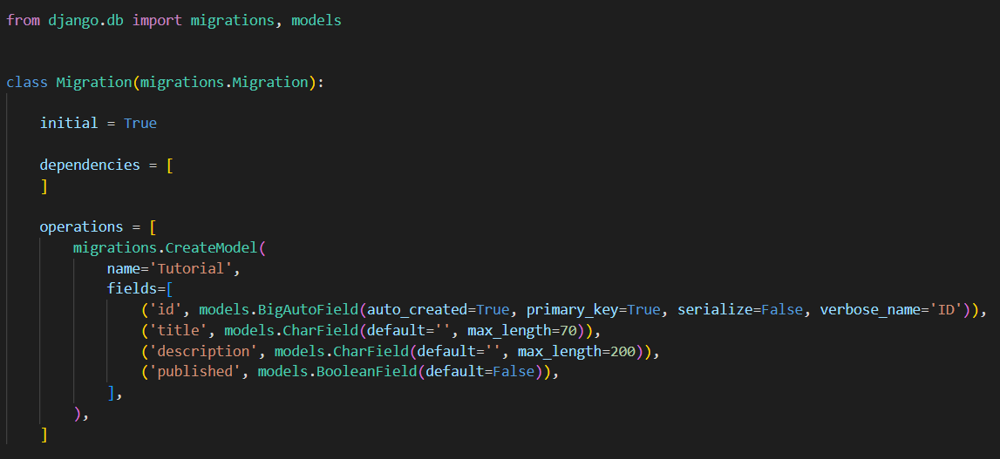 from django.db import migrations, models
class Migration(migrations.Migration):
    initial = True
    dependencies = [
    ]
    operations = [
        migrations.CreateModel(
            name='Tutorial',
            fields=[
                ('id', models.BigAutoField(auto_created=True, primary_key=True, serialize=False, verbose_name='ID')),
                ('title', models.CharField(default='', max_length=70)),
                ('description', models.CharField(default='', max_length=200)),
                ('published', models.BooleanField(default=False)),
            ],
        ),
    ]